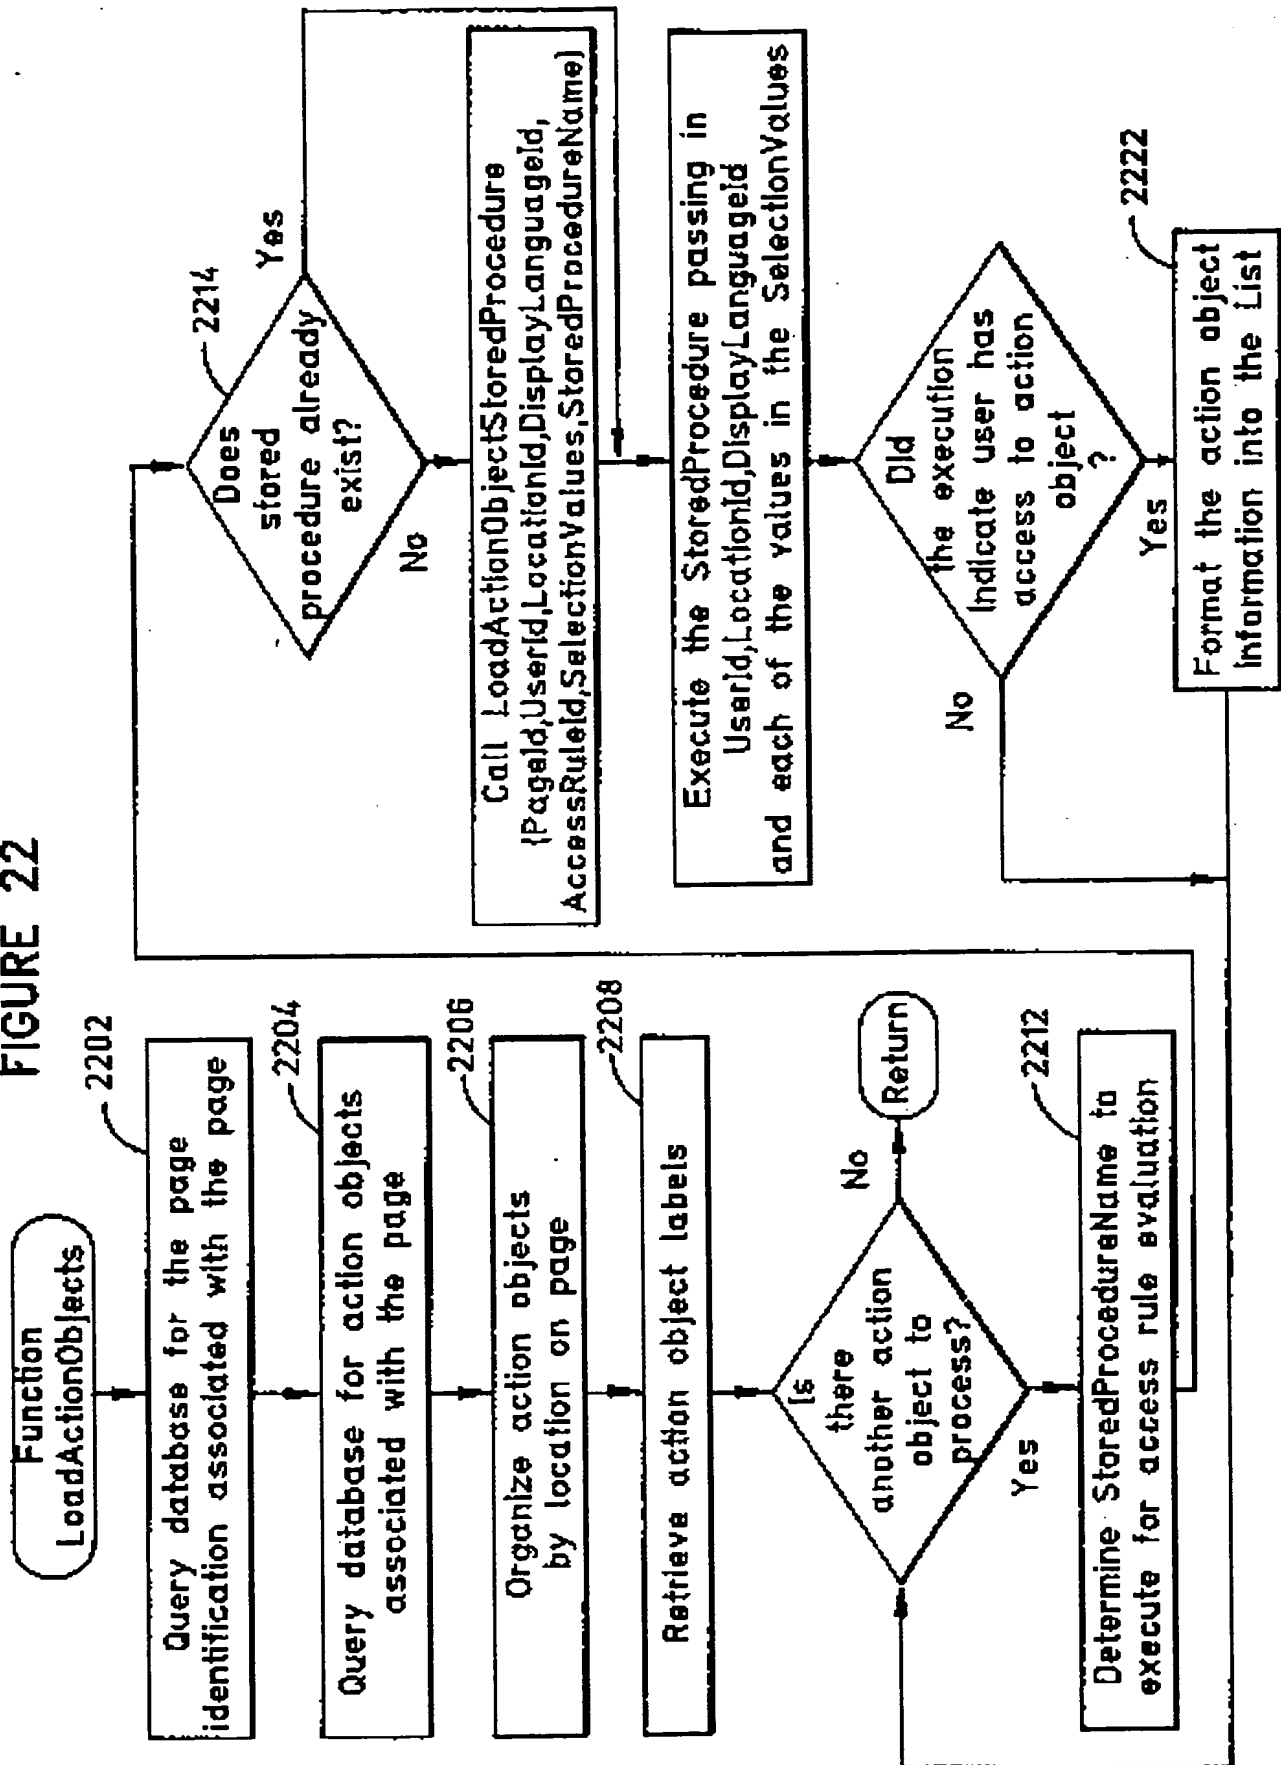 FIGURE 22
Function
LoadActionObjects
2202
Query database for the page
identification associated with the page
2204
Query database for action objects
associated with the page
2206
Organize action objects
by location on page
2208
Retrieve action object labels
Is
there
another action
object to
process?
No
Return
Yes
2212
Determine StoredProcedureName to
execute for access rule evaluation
2214
Does
stored
procedure already
exist?
Yes
No
Call LoadActionObjectStoredProcedure
(PageId,UserId,LocationId,DisplayLanguageId,
AccessRuleId,SelectionValues,StoredProcedureName)
Execute the StoredProcedure passing in
UserId,LocationId,DisplayLanguageId
and each of the values in the SelectionValues
Did
the execution
Indicate user has
access to action
object
?
No
Yes
2222
Format the action object
Information into the List